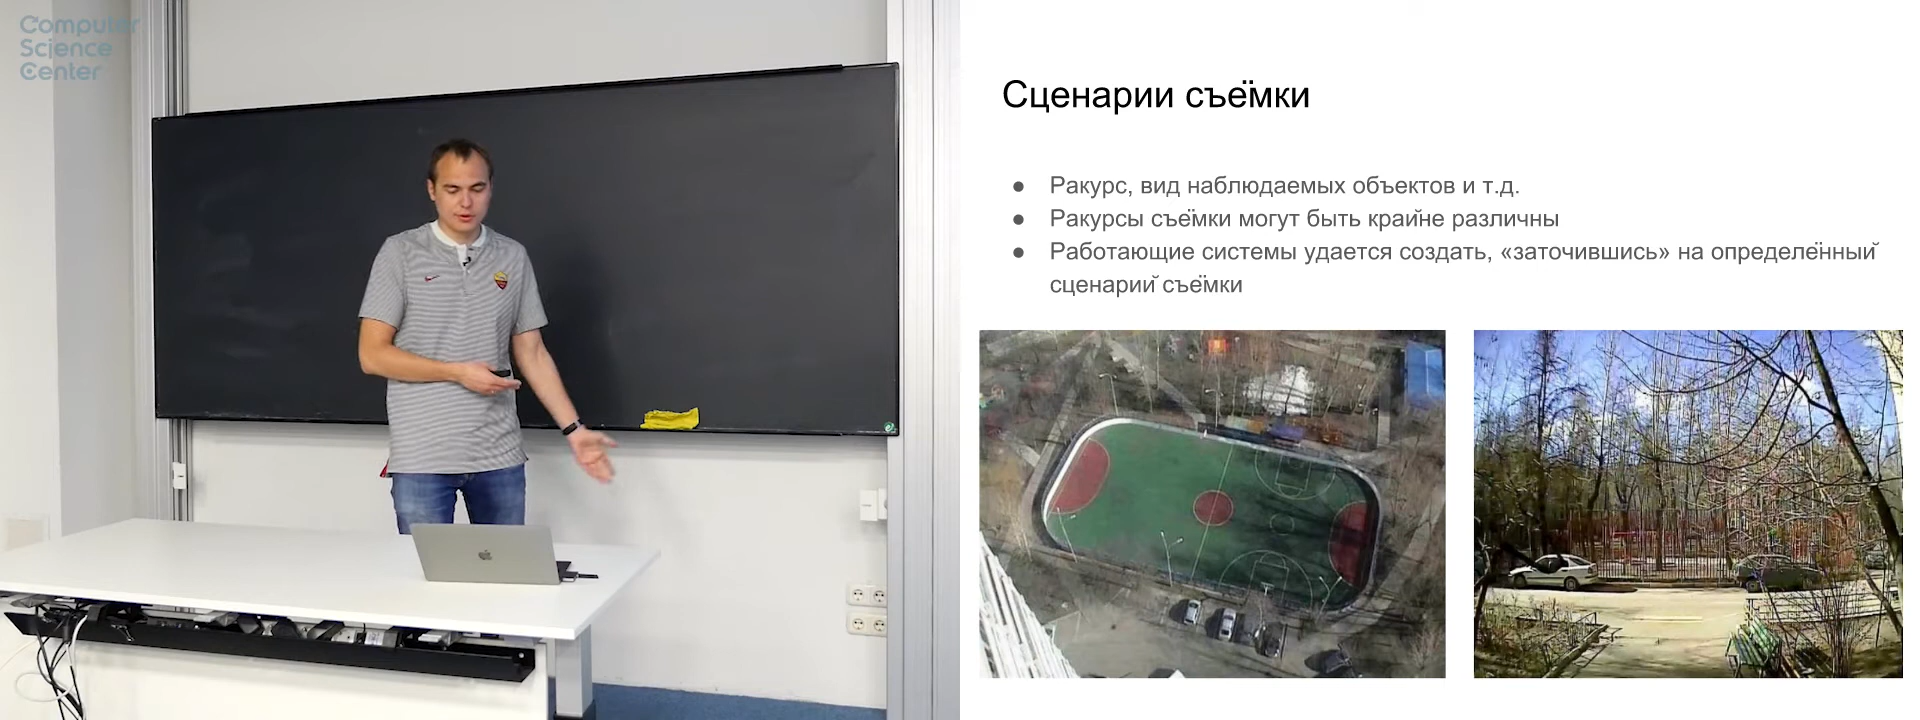 Computer
Science
Center
Сценарии съёмки
● Ракурс, вид наблюдаемых объектов и т.д.
● Ракурсы съёмки могут быть крайне различны
● Работающие системы удается создать, «заточившись» на определённый
сценарий съёмки